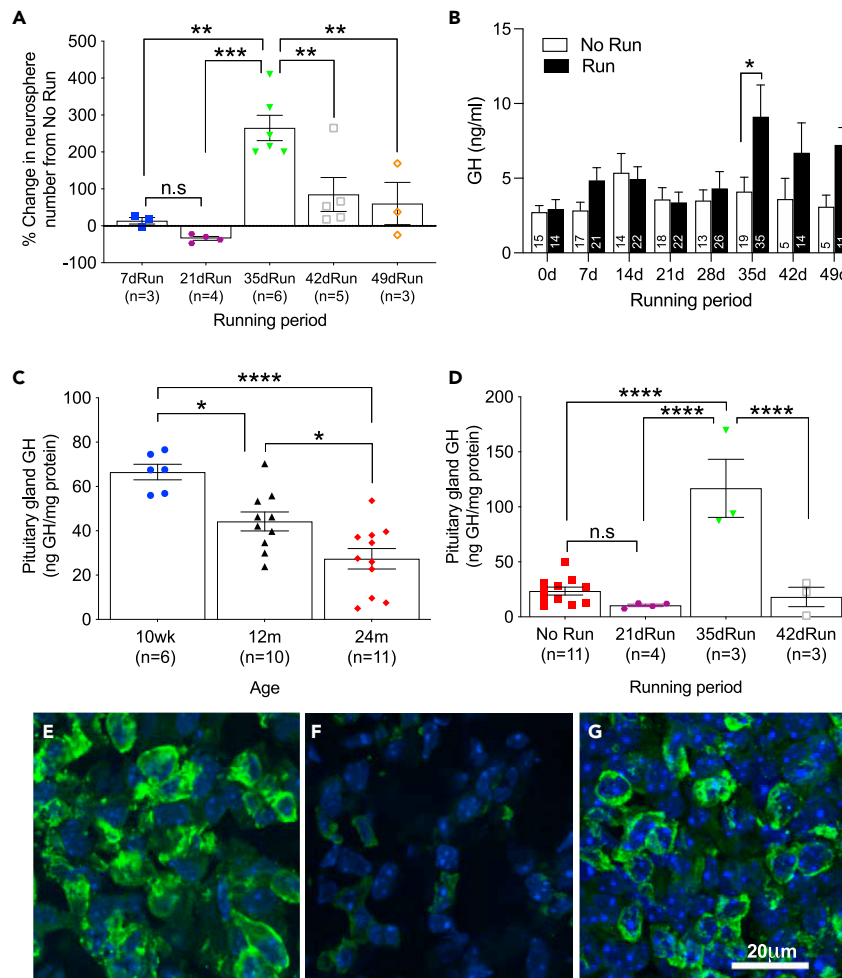 A
% Change in neurosphere
number from No Run
500
400
300
200
100
0
-100
**
***
**
**
n.s
7dRun
(n=3)
21dRun
(n=4)
35dRun
(n=6)
42dRun
(n=5)
49dRun
(n=3)
Running period
B
GH (ng/ml)
15
10
5
0
No Run
Run
*
15
14
17
21
14
22
18
22
13
26
19
35
5
14
5
0d
7d
14d
21d
28d
35d
42d
49d
Running period
C
Pituitary gland GH
(ng GH/mg protein)
100
80
60
40
20
0
****
*
*
10wk
(n=6)
12m
(n=10)
24m
(n=11)
Age
D
Pituitary gland GH
(ng GH/mg protein)
200
150
100
50
0
****
****
****
n.s
No Run
(n=11)
21dRun
(n=4)
35dRun
(n=3)
42dRun
(n=3)
Running period
E
F
G
20μm